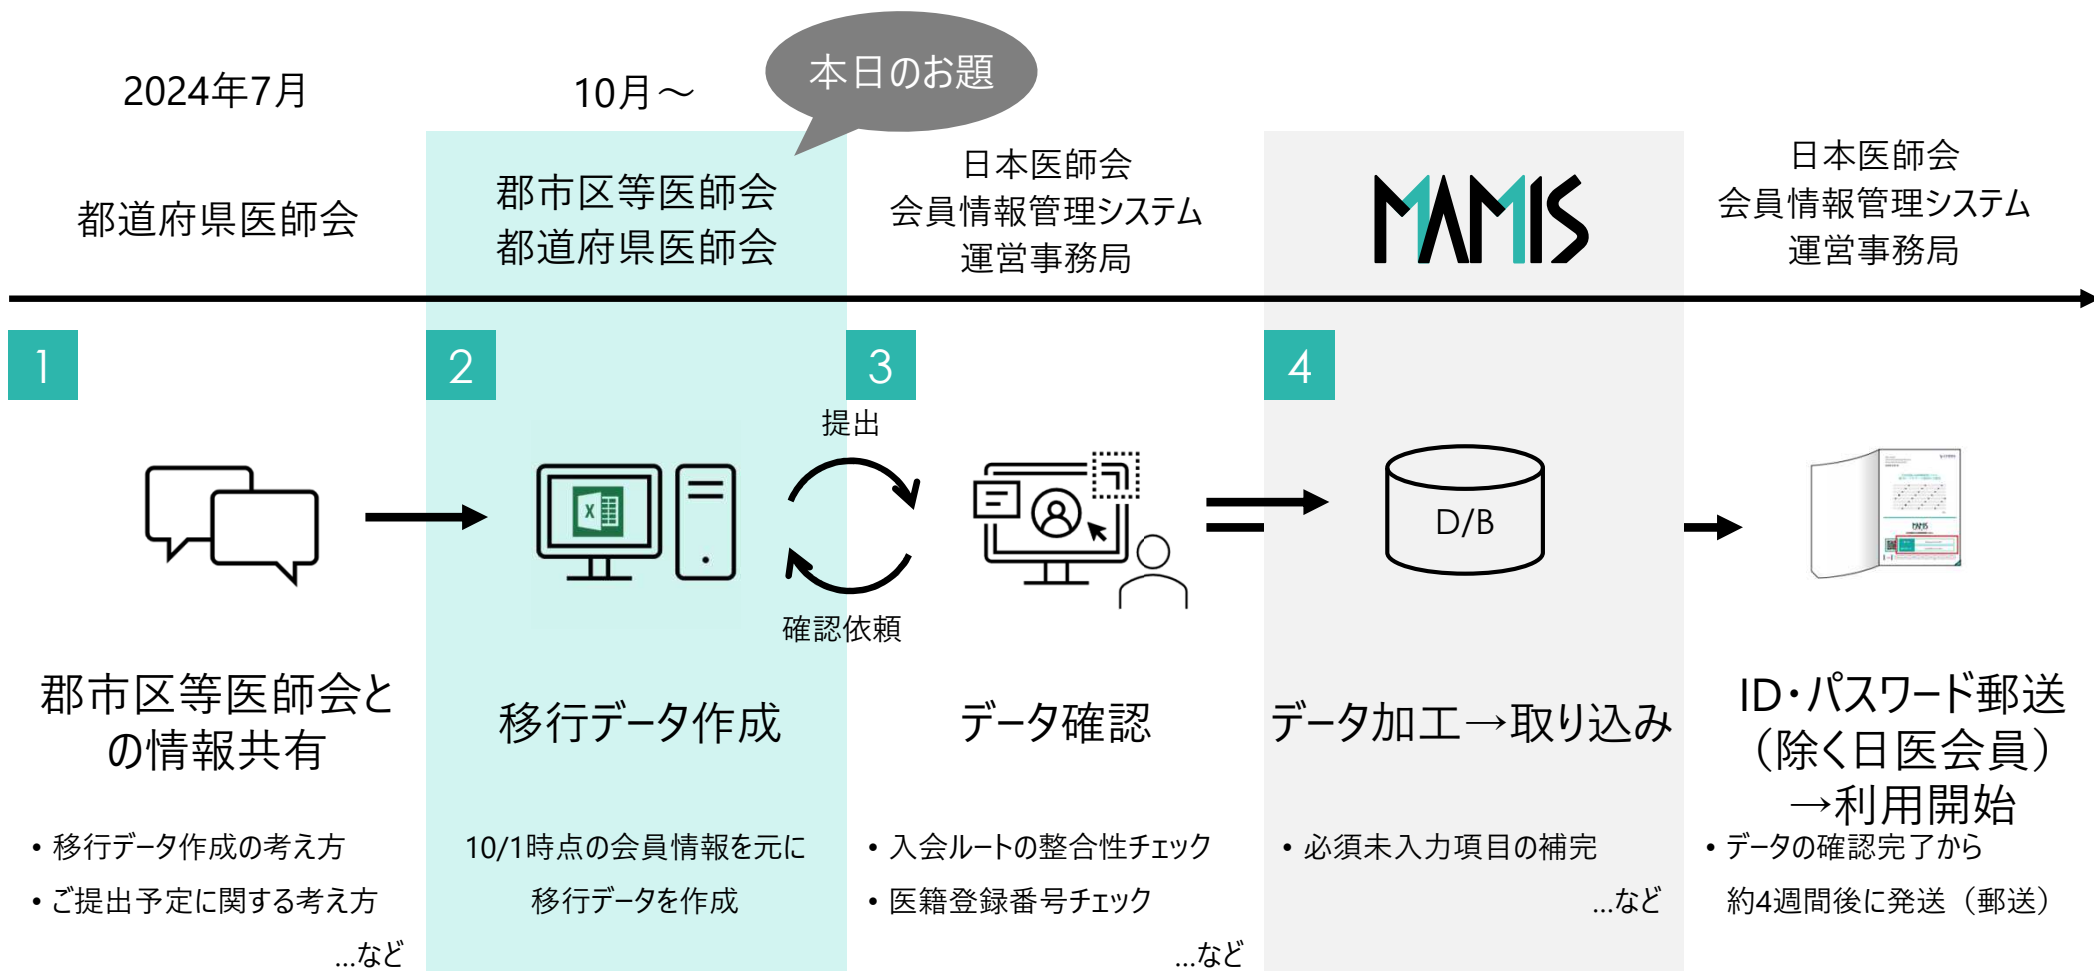 本日のお題
2024年7月
10月～
都道府県医師会
郡市区等医師会
都道府県医師会
日本医師会
会員情報管理システム
運営事務局
MAMIS
日本医師会
会員情報管理システム
運営事務局
1
2
3
4
提出
確認依頼
D/B
郡市区等医師会と
の情報共有
移行データ作成
データ確認
データ加工→取り込み
ID・パスワード郵送
（除く日医会員）
→利用開始
• 移行データ作成の考え方
• ご提出予定に関する考え方
...など
10/1時点の会員情報を元に
移行データを作成
• 入会ルートの整合性チェック
• 医籍登録番号チェック
...など
• 必須未入力項目の補完
...など
• データの確認完了から
約4週間後に発送（郵送）